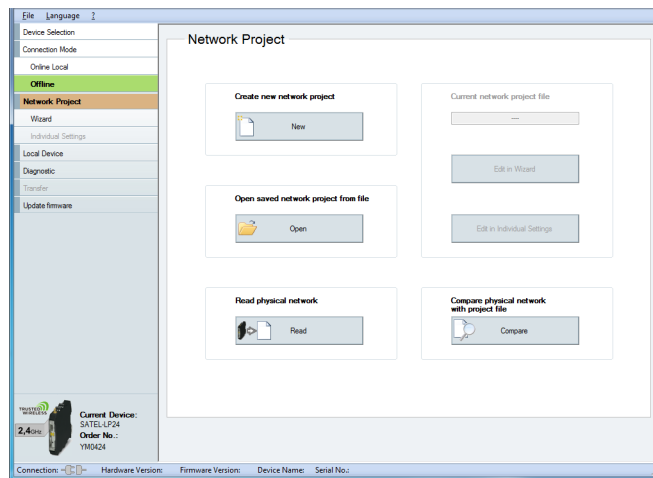 File Language ?
Device Selection
Connection Mode
Online Local
Offline
Network Project
Wizard
Individual Settings
Local Device
Diagnostic
Transfer
Update firmware
Network Project
Create new network project
New
Open saved network project from file
Open
Read physical network
Read
Current network project file
---
Edit in Wizard
Edit in Individual Settings
Compare physical network
with project file
Compare
TRUSTED
WIRELESS
2,4GHz
Current Device:
SATEL-LP24
Order No.:
YM0424
Connection: Hardware Version: Firmware Version: Device Name: Serial No.: